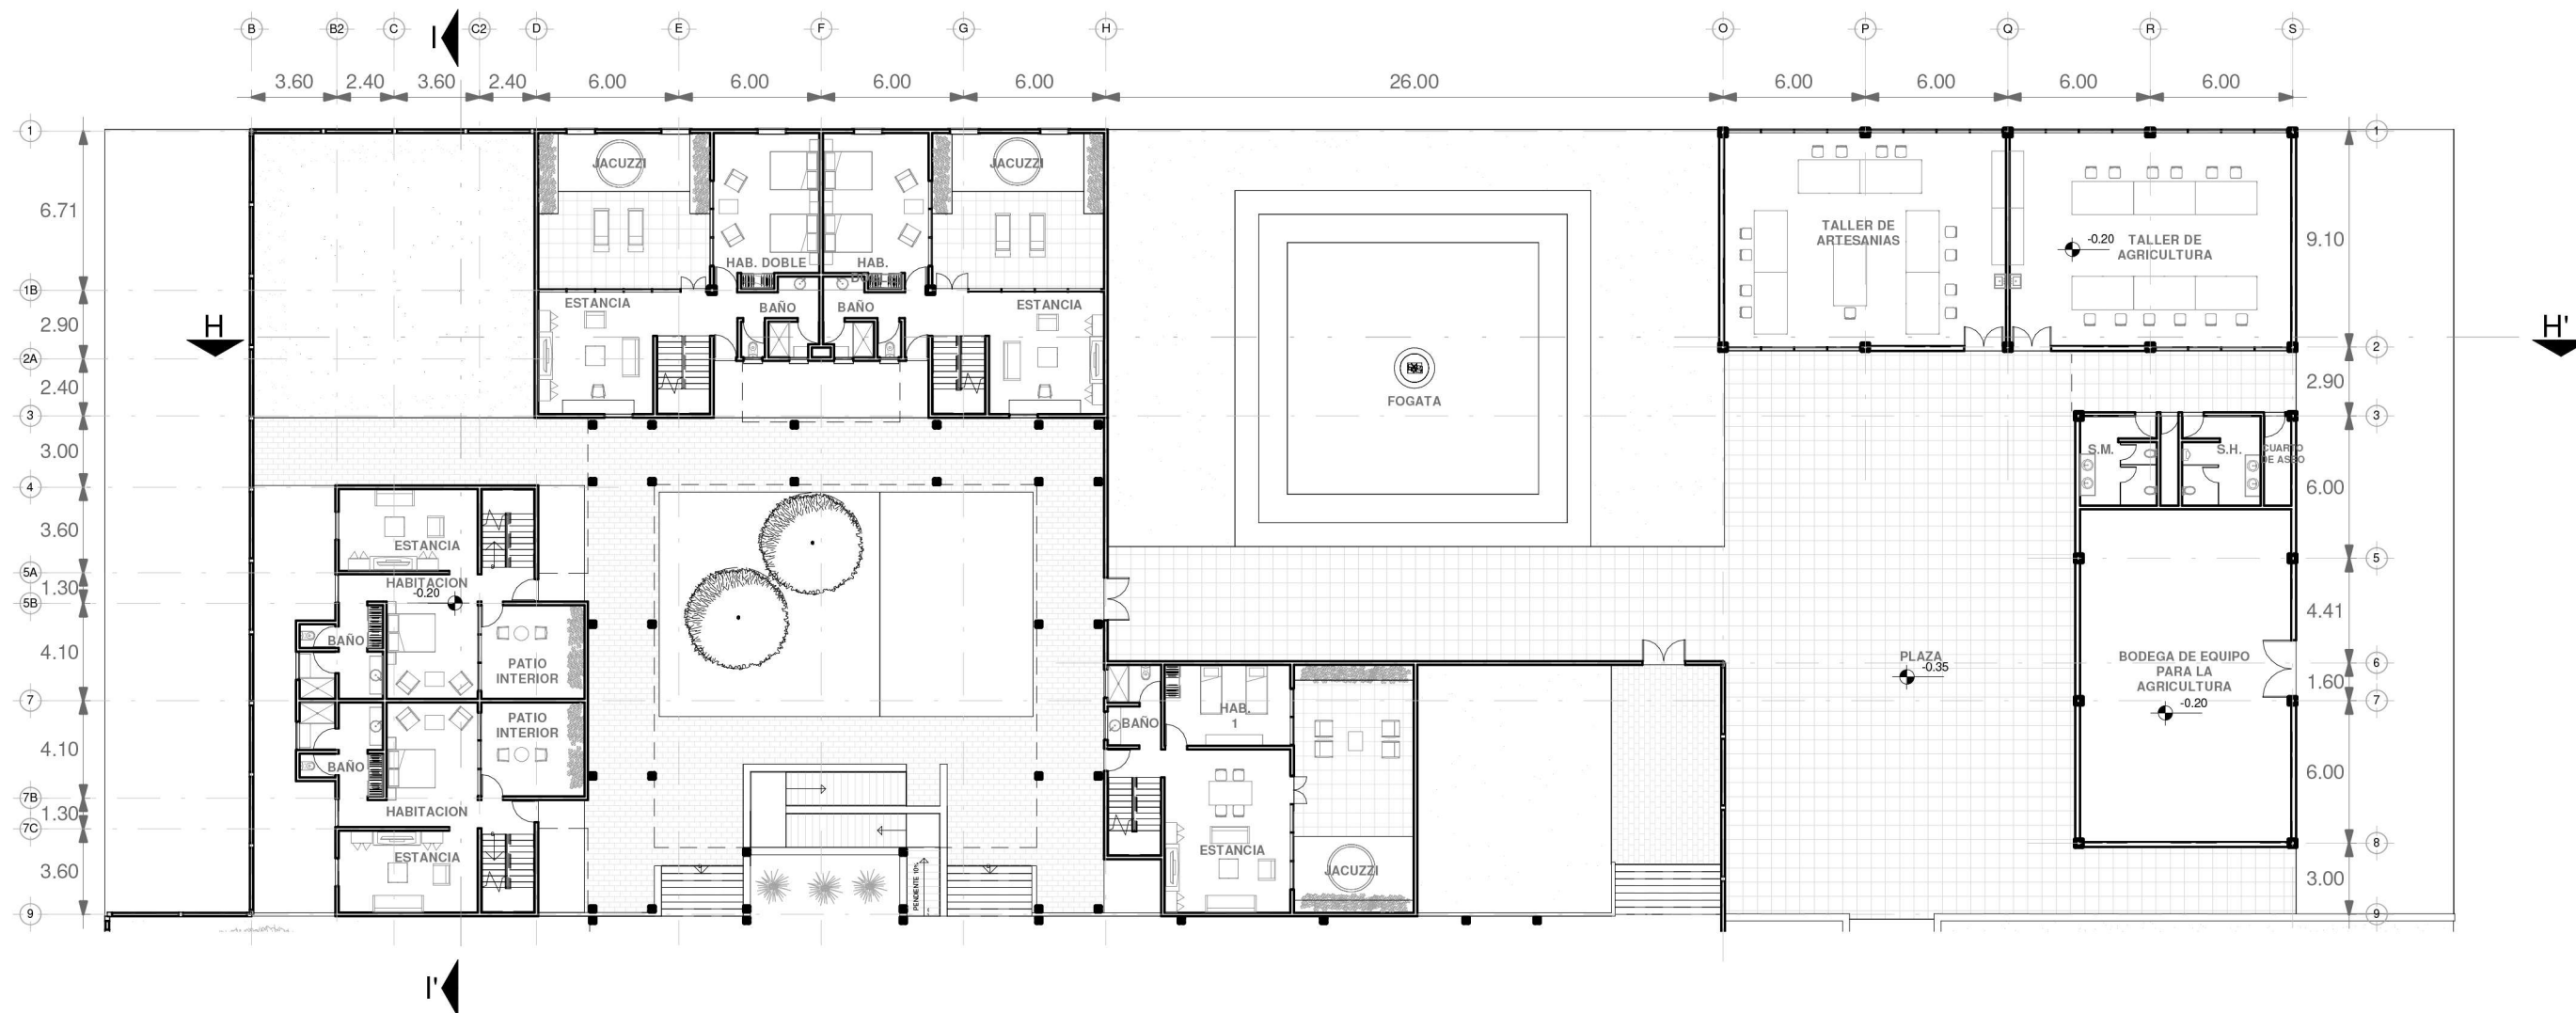 I
B B2 C C2 D E F G H O P Q R S
3.60 2.40 3.60 2.40 6.00 6.00 6.00 6.00 26.00 6.00 6.00 6.00 6.00
1
6.71
1B
2.90
2A
2.40
3
3.00
4
3.60
5A
1.30
5B
4.10
7
4.10
7B
1.30
7C
3.60
9
H
JACUZZI
HAB. DOBLE
HAB.
JACUZZI
ESTANCIA
BAÑO
BAÑO
ESTANCIA
FOGATA
TALLER DE
ARTESANIAS
-0.20
TALLER DE
AGRICULTURA
S.M.
S.H.
CUARTO
DE ASEO
ESTANCIA
HABITACION
-0.20
BAÑO
PATIO
INTERIOR
PATIO
INTERIOR
BAÑO
HABITACION
ESTANCIA
PENDIENTE 10%
BAÑO
HAB.
1
ESTANCIA
JACUZZI
PLAZA
-0.35
BODEGA DE EQUIPO
PARA LA
AGRICULTURA
-0.20
1
9.10
2
2.90
3
6.00
5
4.41
6
1.60
7
6.00
8
3.00
9
H'
I'